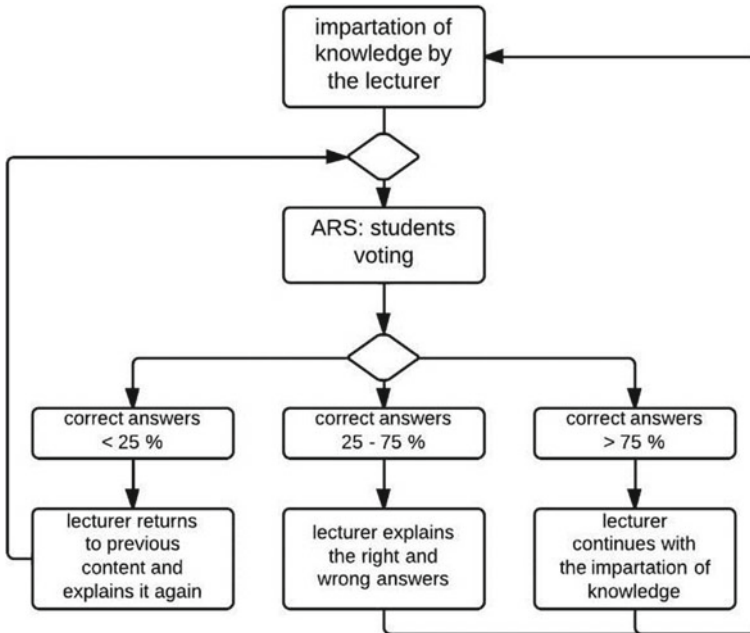 impartation of
knowledge by
the lecturer
ARS: students
voting
correct answers
< 25 %
correct answers
25 - 75 %
correct answers
> 75 %
lecturer returns
to previous
content and
explains it again
lecturer explains
the right and
wrong answers
lecturer
continues with
the impartation of
knowledge